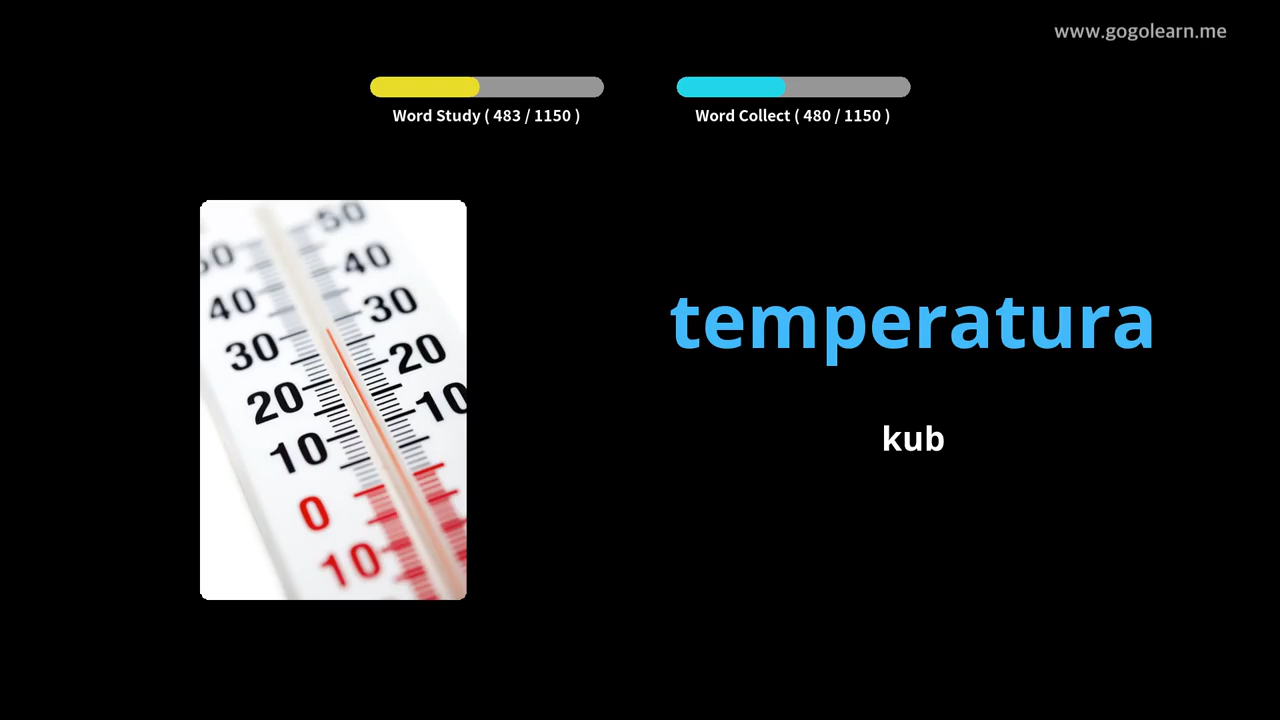 www.gogolearn.me
Word Study ( 483 / 1150 )
Word Collect ( 480 / 1150 )
temperatura
kub
50
50
40
40
30
30
20
20
10
10
0
10